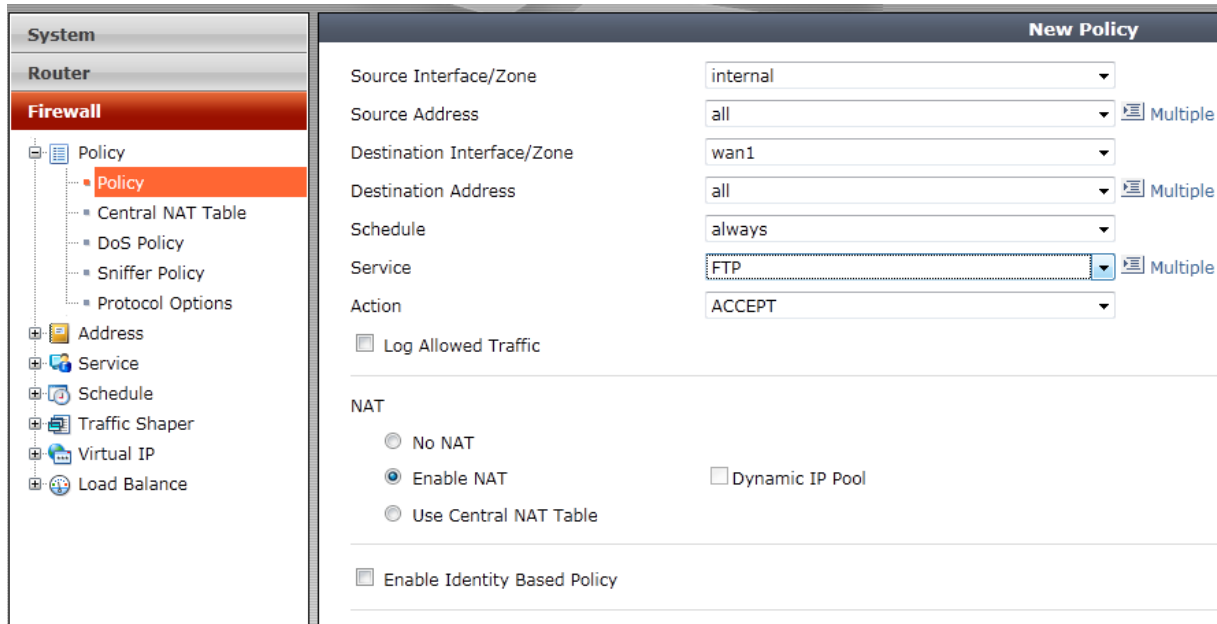 System
Router
Firewall
Policy
Policy
Central NAT Table
DoS Policy
Sniffer Policy
Protocol Options
Address
Service
Schedule
Traffic Shaper
Virtual IP
Load Balance
New Policy
Source Interface/Zone internal
Source Address all Multiple
Destination Interface/Zone wan1
Destination Address all Multiple
Schedule always
Service FTP Multiple
Action ACCEPT
Log Allowed Traffic
NAT
No NAT
Enable NAT Dynamic IP Pool
Use Central NAT Table
Enable Identity Based Policy